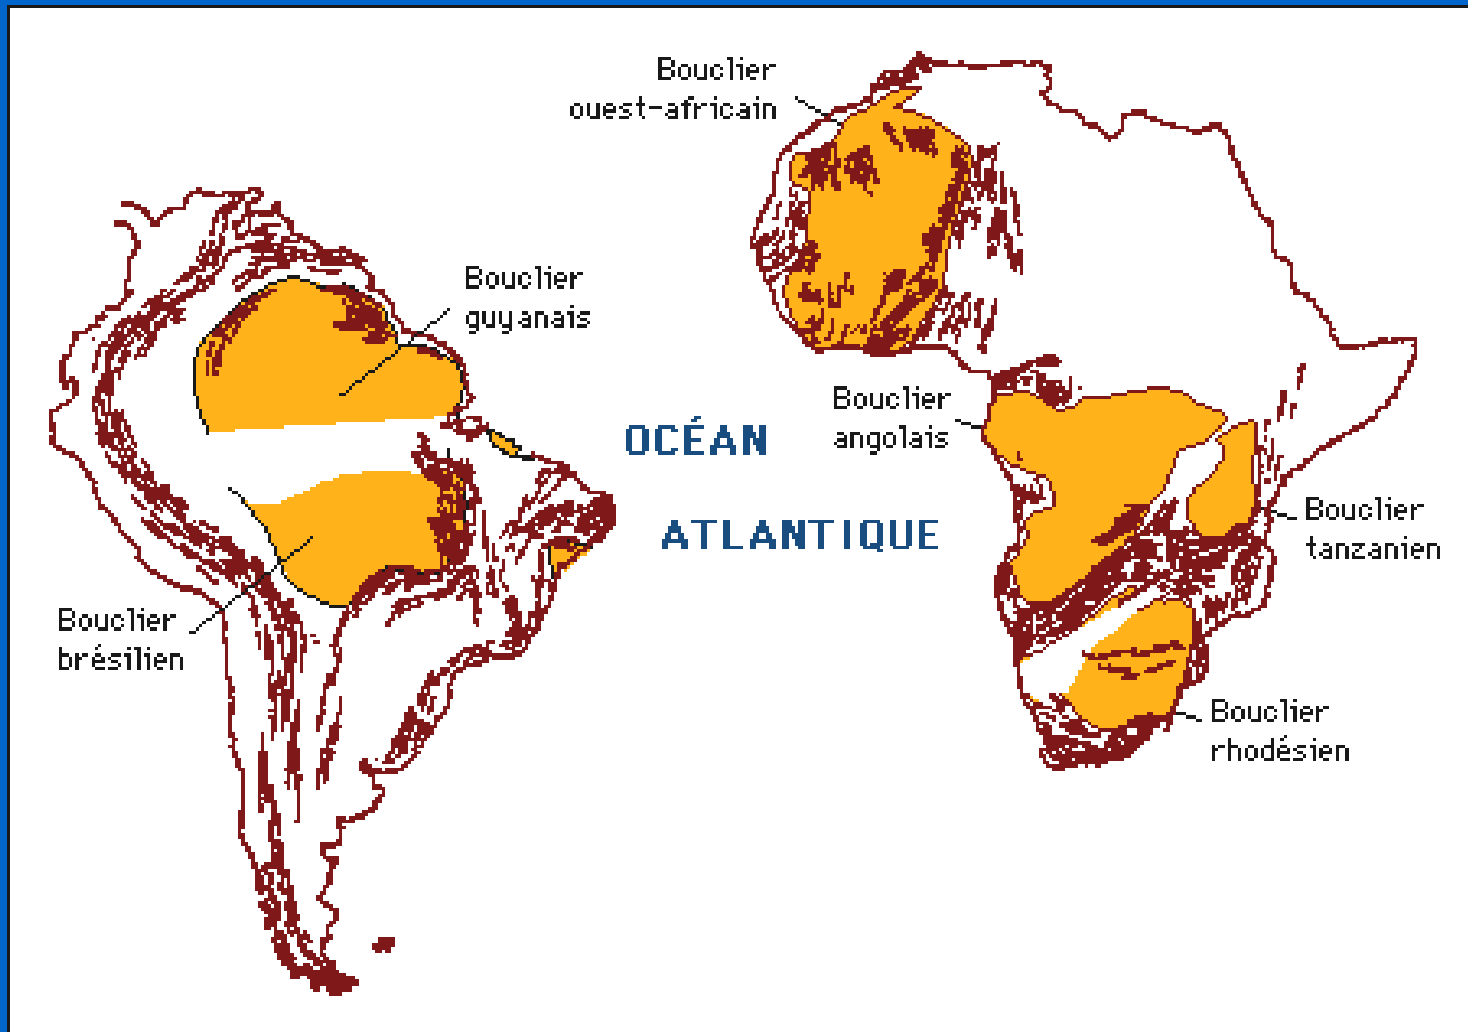 Bouclier
ouest-africain
Bouclier
guyanais
Bouclier
angolais
OCÉAN
ATLANTIQUE
Bouclier
tanzanien
Bouclier
brésilien
Bouclier
rhodésien